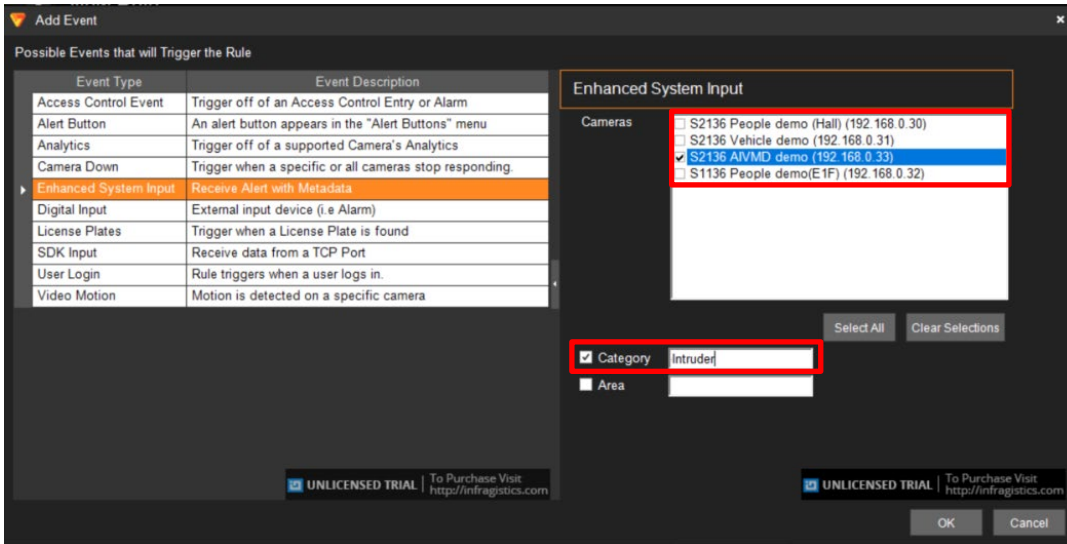 Add Event
Possible Events that will Trigger the Rule
Event Type Event Description
Access Control Event Trigger off of an Access Control Entry or Alarm
Alert Button An alert button appears in the "Alert Buttons" menu
Analytics Trigger off of a supported Camera's Analytics
Camera Down Trigger when a specific or all cameras stop responding.
Enhanced System Input Receive Alert with Metadata
Digital Input External input device (i.e Alarm)
License Plates Trigger when a License Plate is found
SDK Input Receive data from a TCP Port
User Login Rule triggers when a user logs in.
Video Motion Motion is detected on a specific camera
Enhanced System Input
Cameras
S2136 People demo (Hall) (192.168.0.30)
S2136 Vehicle demo (192.168.0.31)
S2136 AIVMD demo (192.168.0.33)
S1136 People demo(E1F) (192.168.0.32)
Select All Clear Selections
Category Intruder
Area
UNLICENSED TRIAL To Purchase Visit
http://infragistics.com
UNLICENSED TRIAL To Purchase Visit
http://infragistics.com
OK Cancel